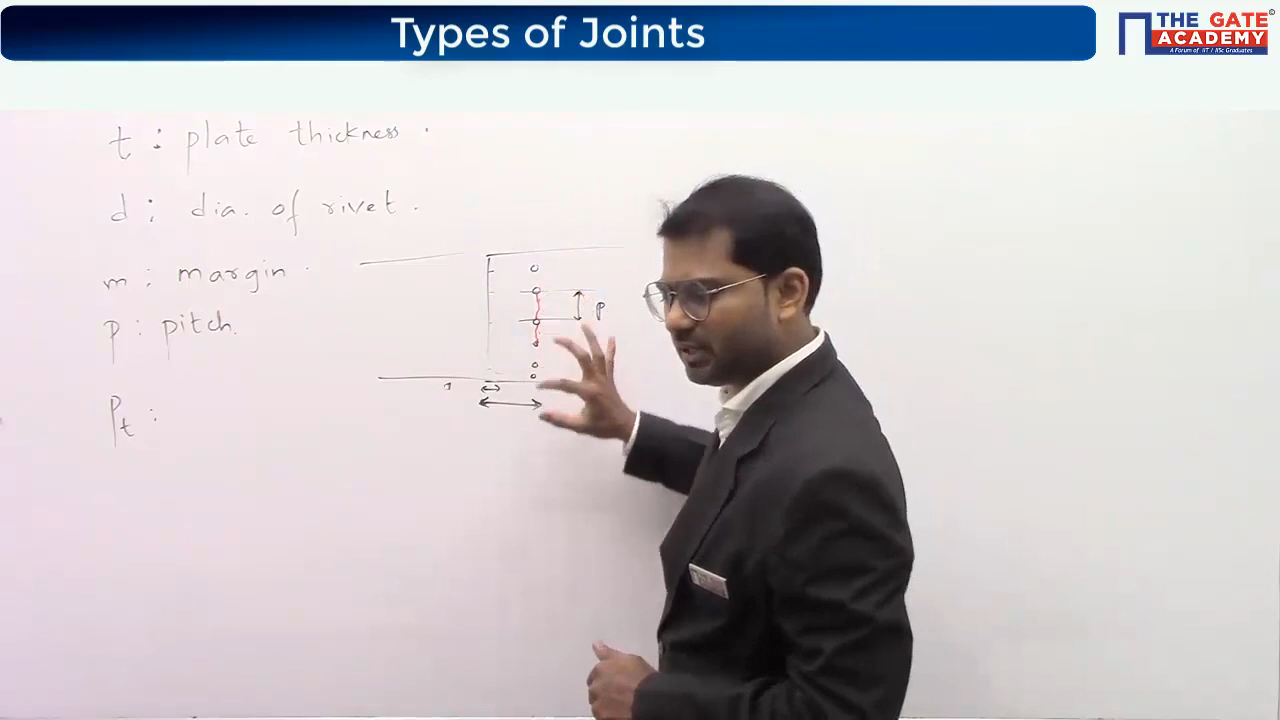 Types of Joints
THE GATE
ACADEMY
A Forum of IIT / IISc Graduates
t : plate thickness.
d : dia. of rivet.
m : margin.
p : pitch.
p
Pt :